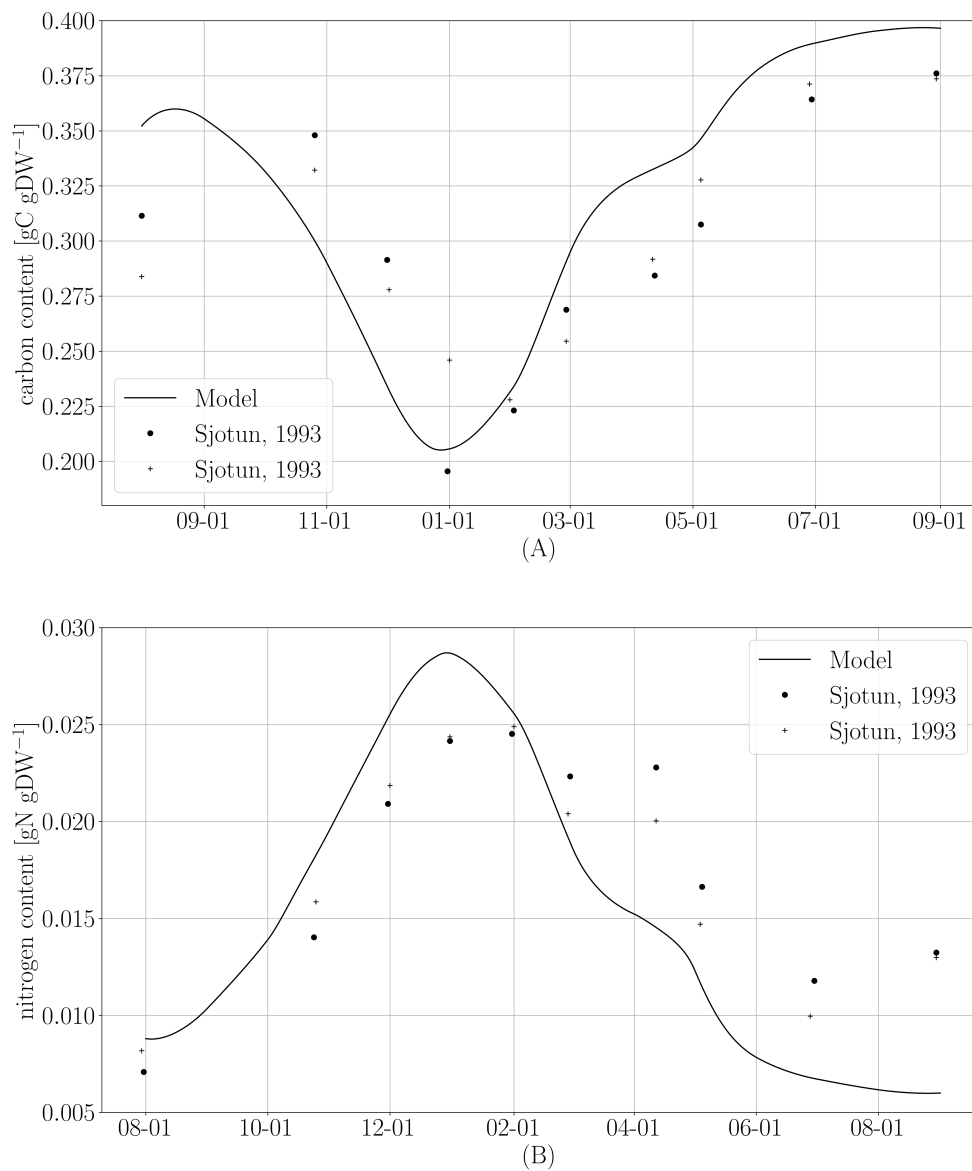 0.400
0.375
0.350
0.325
0.300
0.275
0.250
0.225
0.200
carbon content [gC gDW⁻¹]
Model
Sjotun, 1993
Sjotun, 1993
09-01 11-01 01-01 03-01 05-01 07-01 09-01
(A)
0.030
0.025
0.020
0.015
0.010
0.005
nitrogen content [gN gDW⁻¹]
Model
Sjotun, 1993
Sjotun, 1993
08-01 10-01 12-01 02-01 04-01 06-01 08-01
(B)